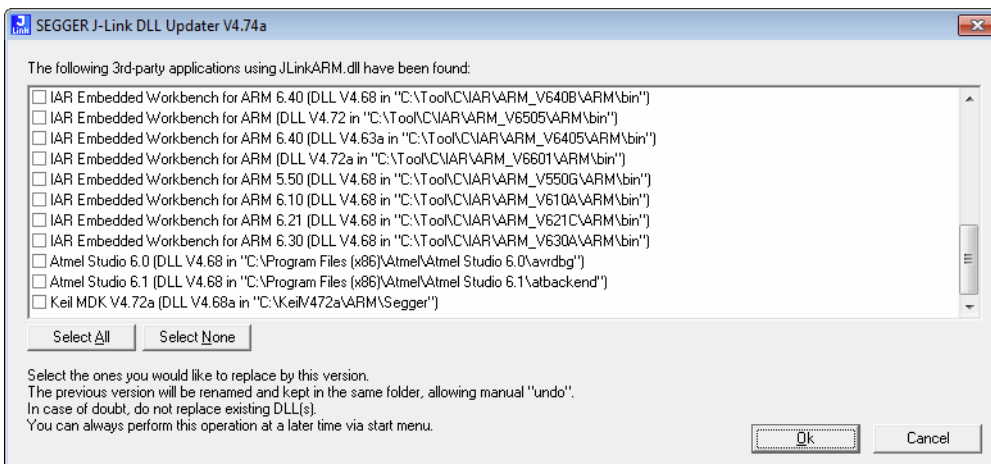 J
Link
SEGGER J-Link DLL Updater V4.74a
The following 3rd-party applications using JLinkARM.dll have been found:
IAR Embedded Workbench for ARM 6.40 (DLL V4.68 in "C:\Tool\C\IAR\ARM_V640B\ARM\bin")
IAR Embedded Workbench for ARM (DLL V4.72 in "C:\Tool\C\IAR\ARM_V6505\ARM\bin")
IAR Embedded Workbench for ARM 6.40 (DLL V4.63a in "C:\Tool\C\IAR\ARM_V6405\ARM\bin")
IAR Embedded Workbench for ARM (DLL V4.72a in "C:\Tool\C\IAR\ARM_V6601\ARM\bin")
IAR Embedded Workbench for ARM 5.50 (DLL V4.68 in "C:\Tool\C\IAR\ARM_V550G\ARM\bin")
IAR Embedded Workbench for ARM 6.10 (DLL V4.68 in "C:\Tool\C\IAR\ARM_V610A\ARM\bin")
IAR Embedded Workbench for ARM 6.21 (DLL V4.68 in "C:\Tool\C\IAR\ARM_V621C\ARM\bin")
IAR Embedded Workbench for ARM 6.30 (DLL V4.68 in "C:\Tool\C\IAR\ARM_V630A\ARM\bin")
Atmel Studio 6.0 (DLL V4.68 in "C:\Program Files (x86)\Atmel\Atmel Studio 6.0\avrdbg")
Atmel Studio 6.1 (DLL V4.68 in "C:\Program Files (x86)\Atmel\Atmel Studio 6.1\atbackend")
Keil MDK V4.72a (DLL V4.68a in "C:\KeilV472a\ARM\Segger")
Select All
Select None
Select the ones you would like to replace by this version.
The previous version will be renamed and kept in the same folder, allowing manual "undo".
In case of doubt, do not replace existing DLL(s).
You can always perform this operation at a later time via start menu.
Ok
Cancel